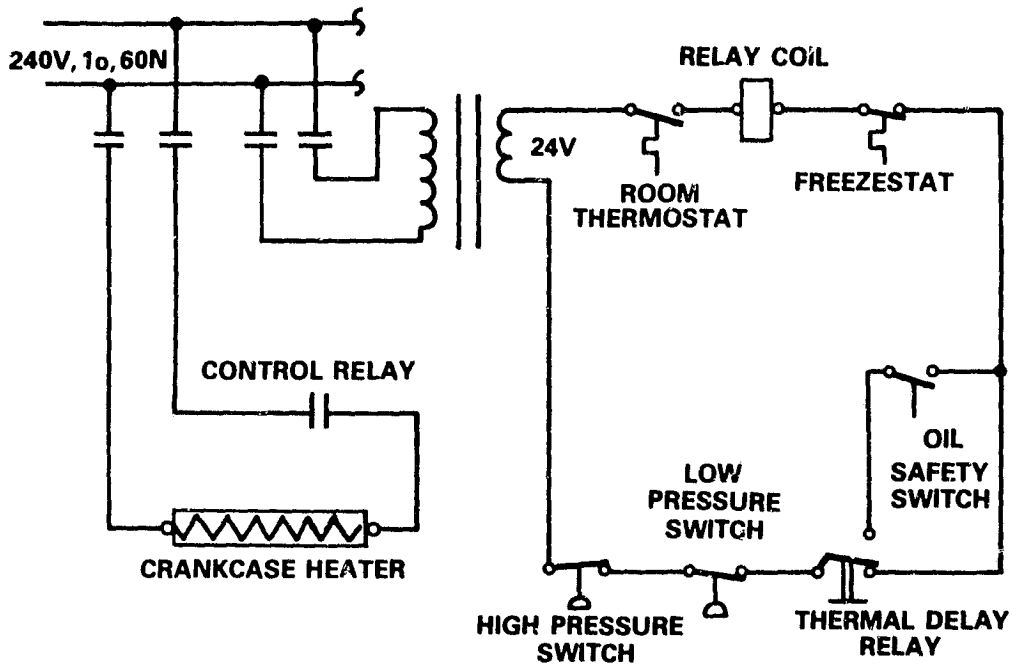 240V, 1o, 60N
RELAY COIL
24V
ROOM
THERMOSTAT
FREEZESTAT
CONTROL RELAY
OIL
SAFETY
SWITCH
LOW
PRESSURE
SWITCH
CRANKCASE HEATER
HIGH PRESSURE
SWITCH
THERMAL DELAY
RELAY